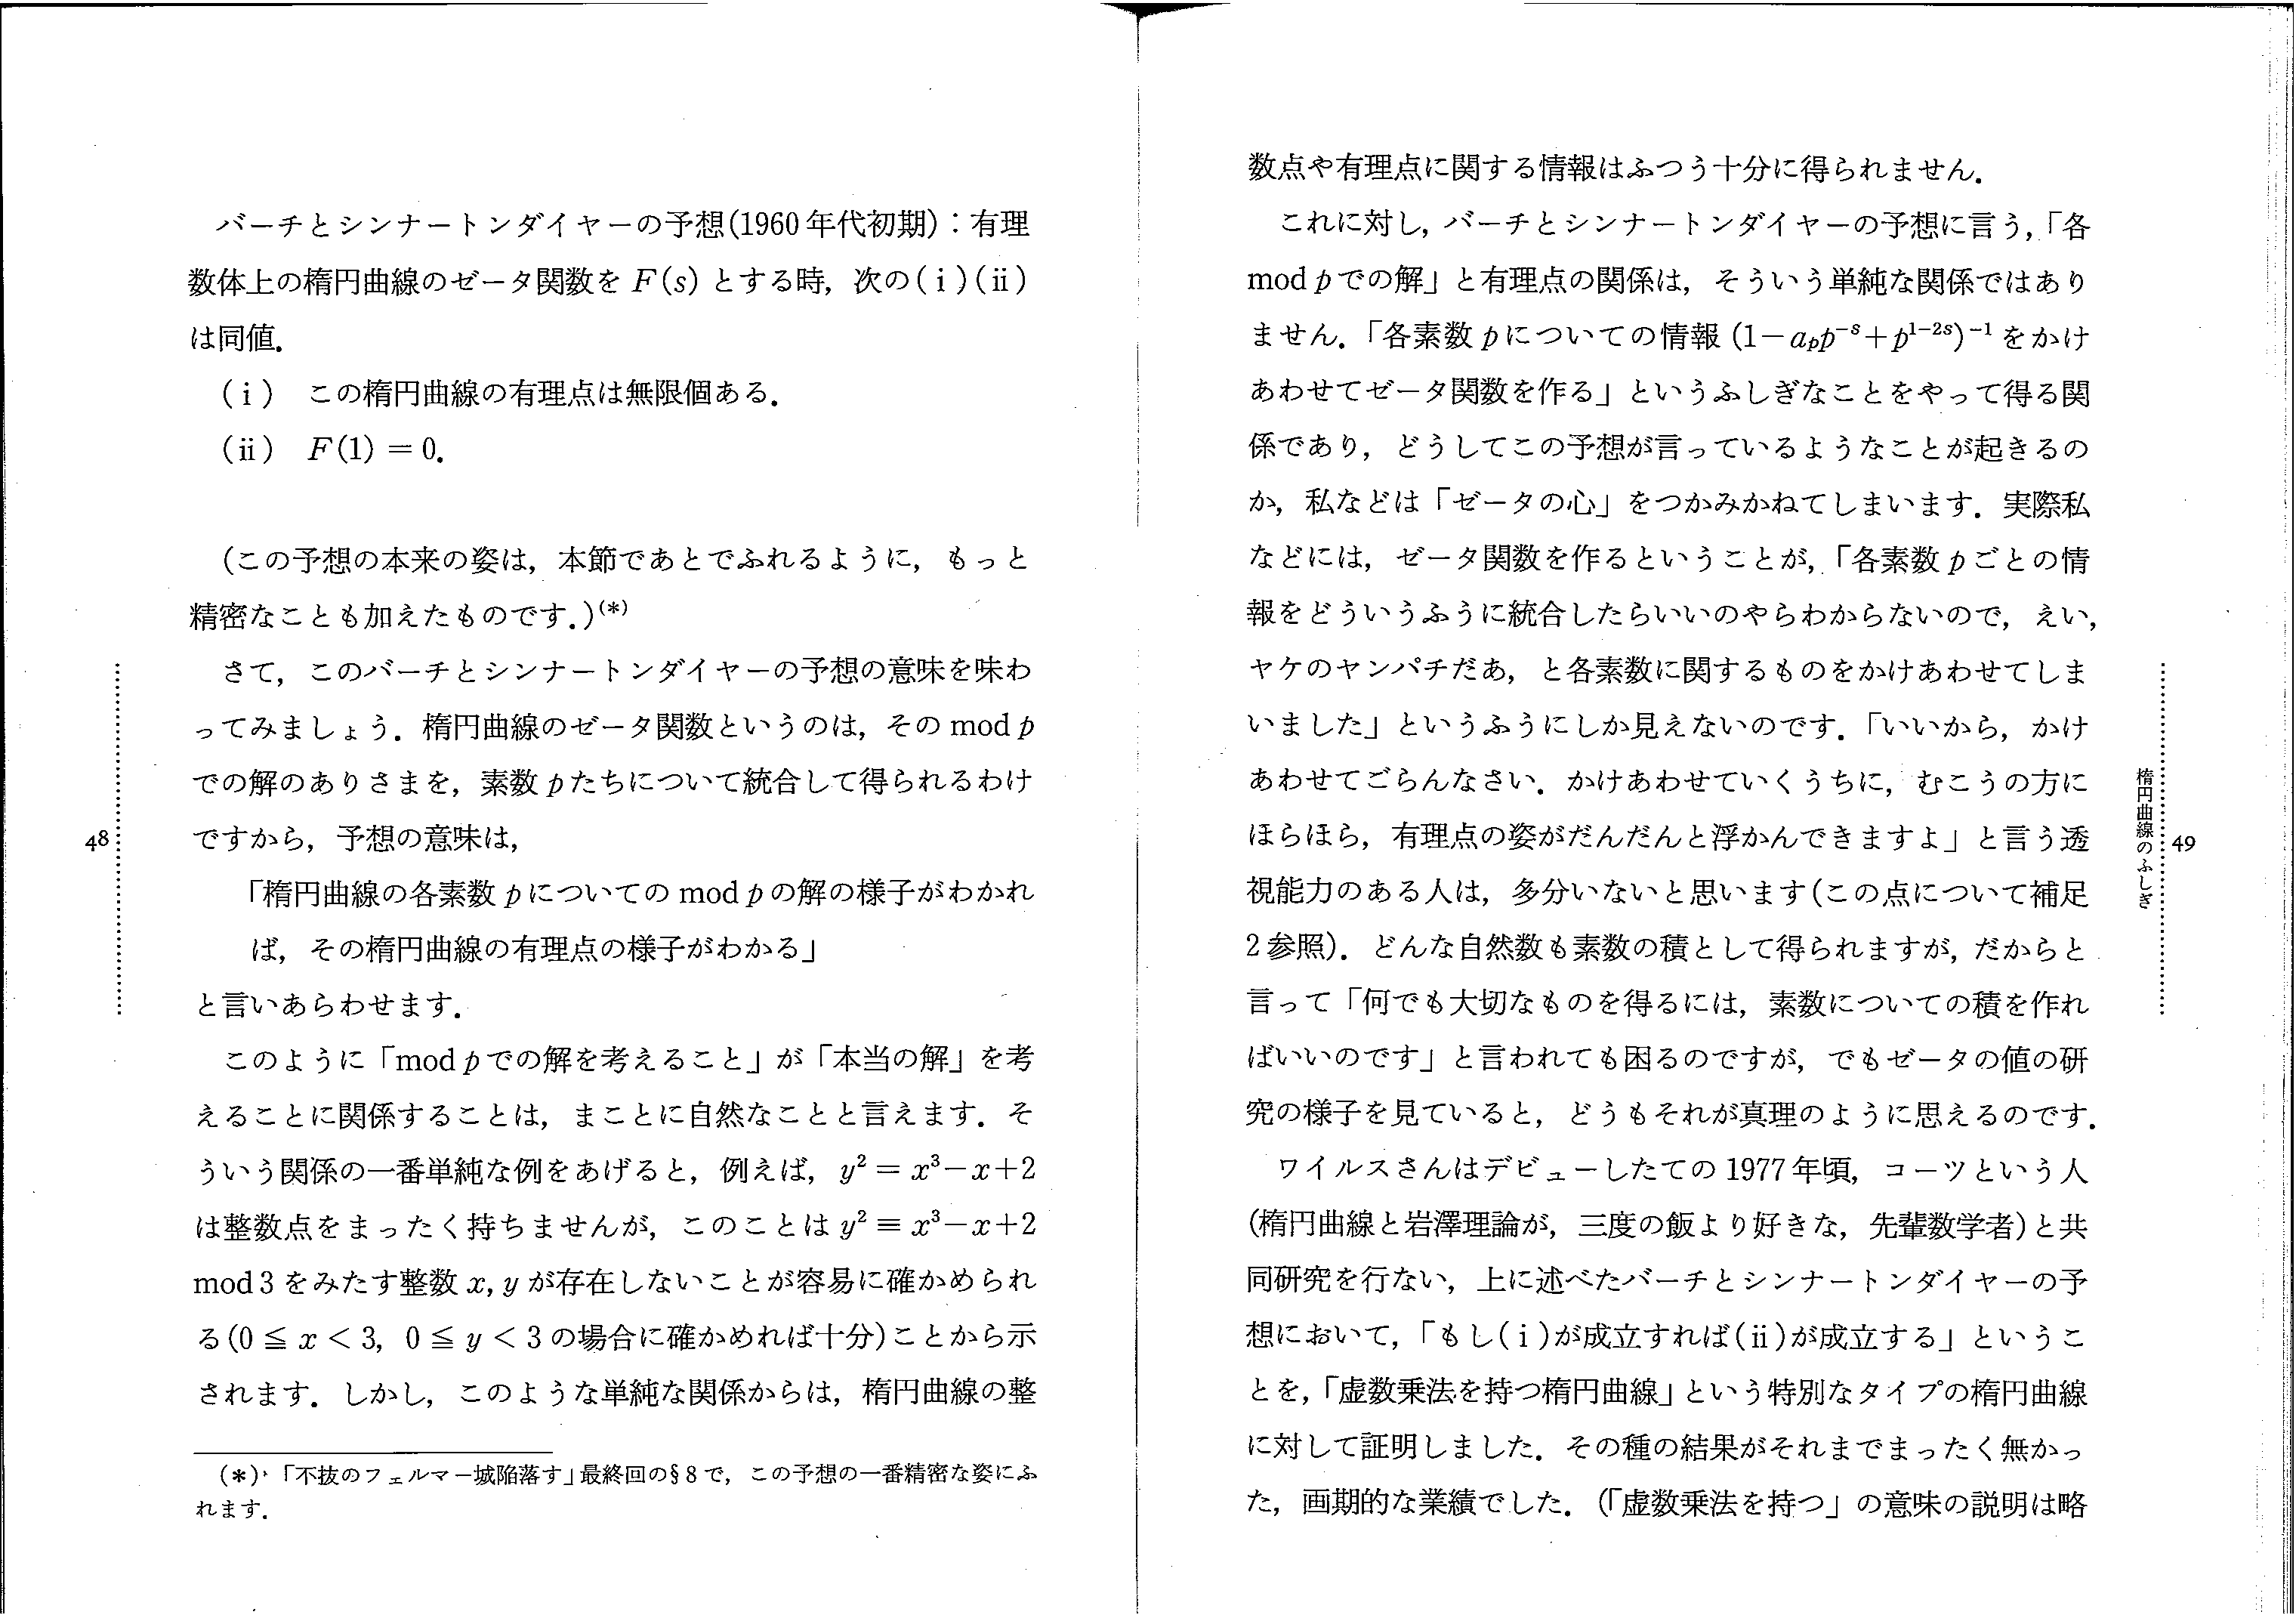 バーチとシンナートンダイヤーの予想(1960年代初期)：有理
数体上の楕円曲線のゼータ関数を F(s) とする時，次の(ⅰ)(ⅱ)
は同値．
(ⅰ) この楕円曲線の有理点は無限個ある．
(ⅱ) F(1) = 0．
(この予想の本来の姿は，本節であとでふれるように，もっと
精密なことも加えたものです．)(*)
さて，このバーチとシンナートンダイヤーの予想の意味を味わ
ってみましょう．楕円曲線のゼータ関数というのは，その mod p
での解のありさまを，素数 p たちについて統合して得られるわけ
ですから，予想の意味は，
「楕円曲線の各素数 p についての mod p の解の様子がわかれ
ば，その楕円曲線の有理点の様子がわかる」
と言いあらわせます．
このように「mod p での解を考えること」が「本当の解」を考
えることに関係することは，まことに自然なことと言えます．そ
ういう関係の一番単純な例をあげると，例えば，y² = x³−x+2
は整数点をまったく持ちませんが，このことは y² ≡ x³−x+2
mod 3 をみたす整数 x, y が存在しないことが容易に確かめられ
る(0 ≦ x < 3, 0 ≦ y < 3 の場合に確かめれば十分)ことから示
されます．しかし，このような単純な関係からは，楕円曲線の整
(*) 「不抜のフェルマー城陥落す」最終回の§8で，この予想の一番精密な姿にふ
れます．
48
数点や有理点に関する情報はふつう十分に得られません．
これに対し，バーチとシンナートンダイヤーの予想に言う，「各
mod p での解」と有理点の関係は，そういう単純な関係ではあり
ません．「各素数 p についての情報 (1−aₚp⁻ˢ+p¹⁻²ˢ)⁻¹ をかけ
あわせてゼータ関数を作る」というふしぎなことをやって得る関
係であり，どうしてこの予想が言っているようなことが起きるの
か，私などは「ゼータの心」をつかみかねてしまいます．実際私
などには，ゼータ関数を作るということが，「各素数 p ごとの情
報をどういうふうに統合したらいいのやらわからないので，えい，
ヤケのヤンパチだあ，と各素数に関するものをかけあわせてしま
いました」というふうにしか見えないのです．「いいから，かけ
あわせてごらんなさい．かけあわせていくうちに，むこうの方に
ほらほら，有理点の姿がだんだんと浮かんできますよ」と言う透
視能力のある人は，多分いないと思います(この点について補足
2参照)．どんな自然数も素数の積として得られますが，だからと
言って「何でも大切なものを得るには，素数についての積を作れ
ばいいのです」と言われても困るのですが，でもゼータの値の研
究の様子を見ていると，どうもそれが真理のように思えるのです．
ワイルスさんはデビューしたての1977年頃，コーツという人
(楕円曲線と岩澤理論が，三度の飯より好きな，先輩数学者)と共
同研究を行ない，上に述べたバーチとシンナートンダイヤーの予
想において，「もし(ⅰ)が成立すれば(ⅱ)が成立する」というこ
とを，「虚数乗法を持つ楕円曲線」という特別なタイプの楕円曲線
に対して証明しました．その種の結果がそれまでまったく無かっ
た，画期的な業績でした．(「虚数乗法を持つ」の意味の説明は略
楕円曲線のふしぎ
49